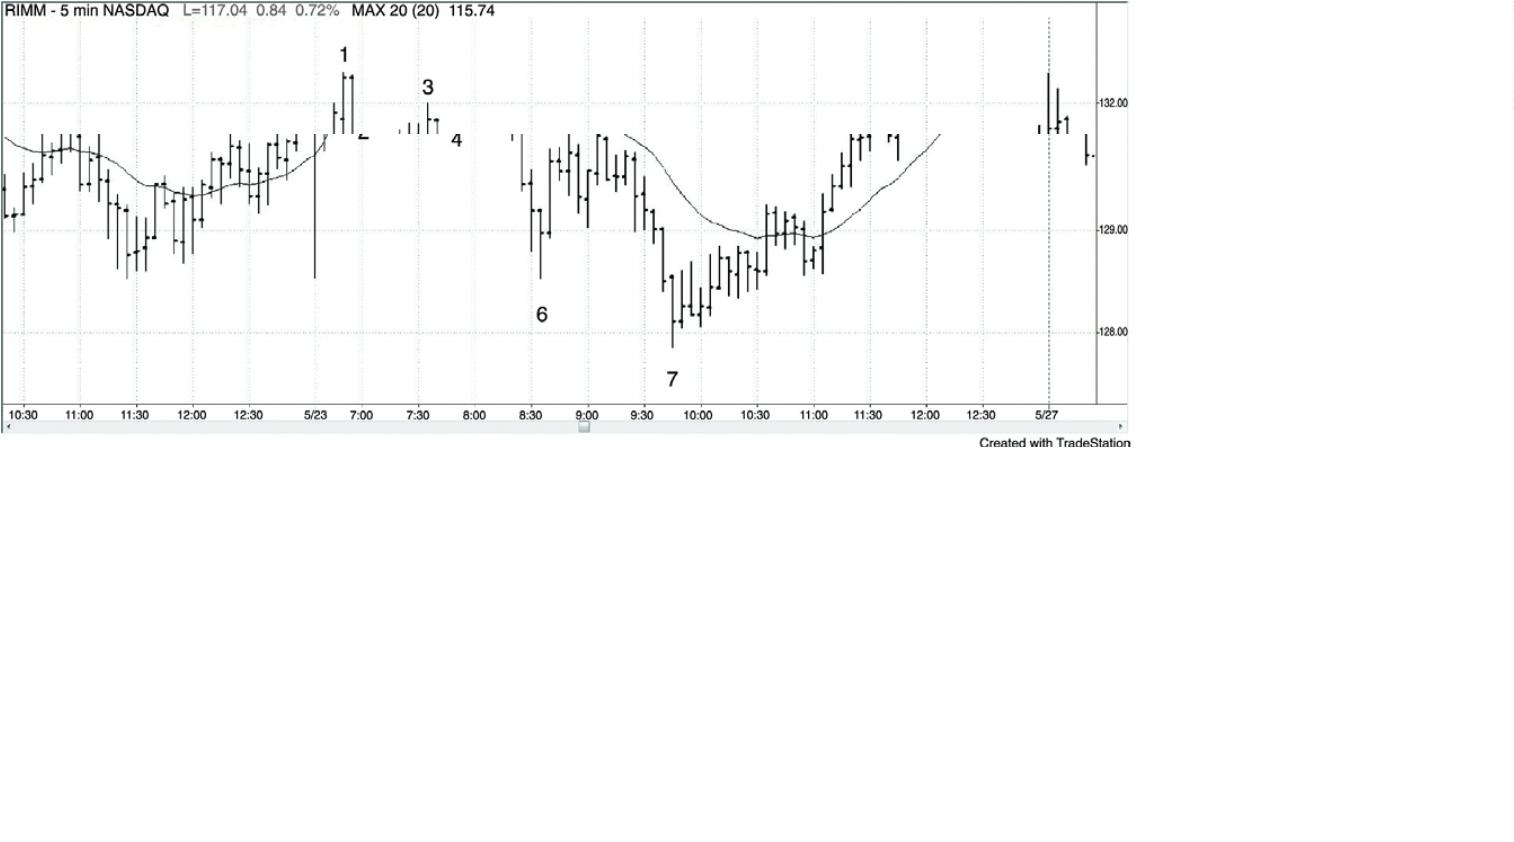 RIMM - 5 min NASDAQ L=117.04 0.84 0.72% MAX 20 (20) 115.74
1
3
132.00
4
129.00
6
128.00
7
10:30 11:00 11:30 12:00 12:30 5/23 7:00 7:30 8:00 8:30 9:00 9:30 10:00 10:30 11:00 11:30 12:00 12:30 5/27
Created with TradeStation